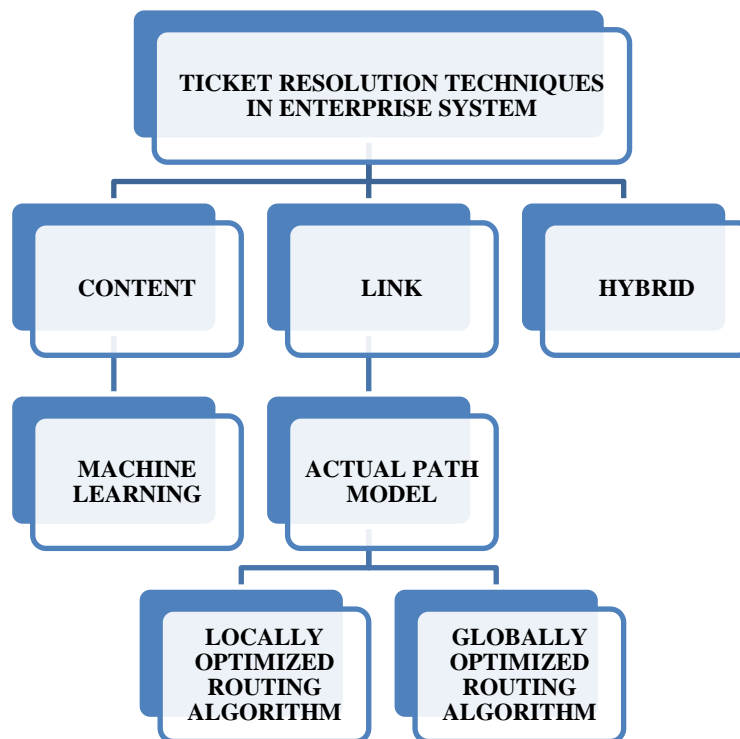 TICKET RESOLUTION TECHNIQUES
IN ENTERPRISE SYSTEM
CONTENT
LINK
HYBRID
MACHINE
LEARNING
ACTUAL PATH
MODEL
LOCALLY
OPTIMIZED
ROUTING
ALGORITHM
GLOBALLY
OPTIMIZED
ROUTING
ALGORITHM